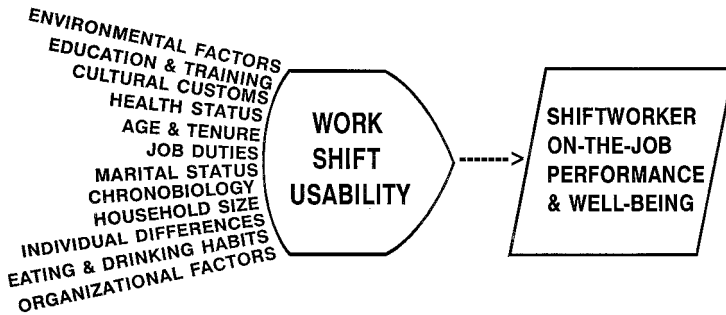 ENVIRONMENTAL FACTORS
EDUCATION & TRAINING
CULTURAL CUSTOMS
HEALTH STATUS
AGE & TENURE
JOB DUTIES
MARITAL STATUS
CHRONOBIOLOGY
HOUSEHOLD SIZE
INDIVIDUAL DIFFERENCES
EATING & DRINKING HABITS
ORGANIZATIONAL FACTORS
WORK
SHIFT
USABILITY
SHIFTWORKER
ON-THE-JOB
PERFORMANCE
& WELL-BEING